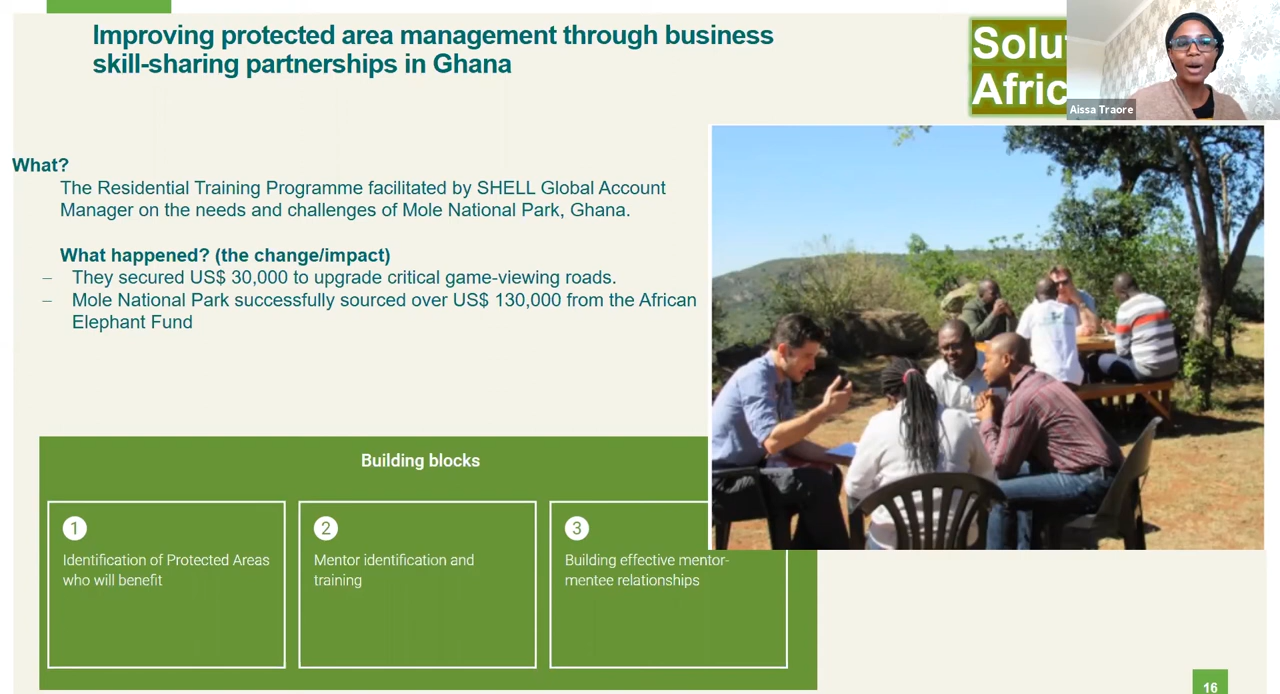 Improving protected area management through business
skill-sharing partnerships in Ghana
Aissa Traore
What?
The Residential Training Programme facilitated by SHELL Global Account
Manager on the needs and challenges of Mole National Park, Ghana.
What happened? (the change/impact)
– They secured US$ 30,000 to upgrade critical game-viewing roads.
– Mole National Park successfully sourced over US$ 130,000 from the African
Elephant Fund
Building blocks
1
Identification of Protected Areas
who will benefit
2
Mentor identification and
training
3
Building effective mentor-
mentee relationships
16